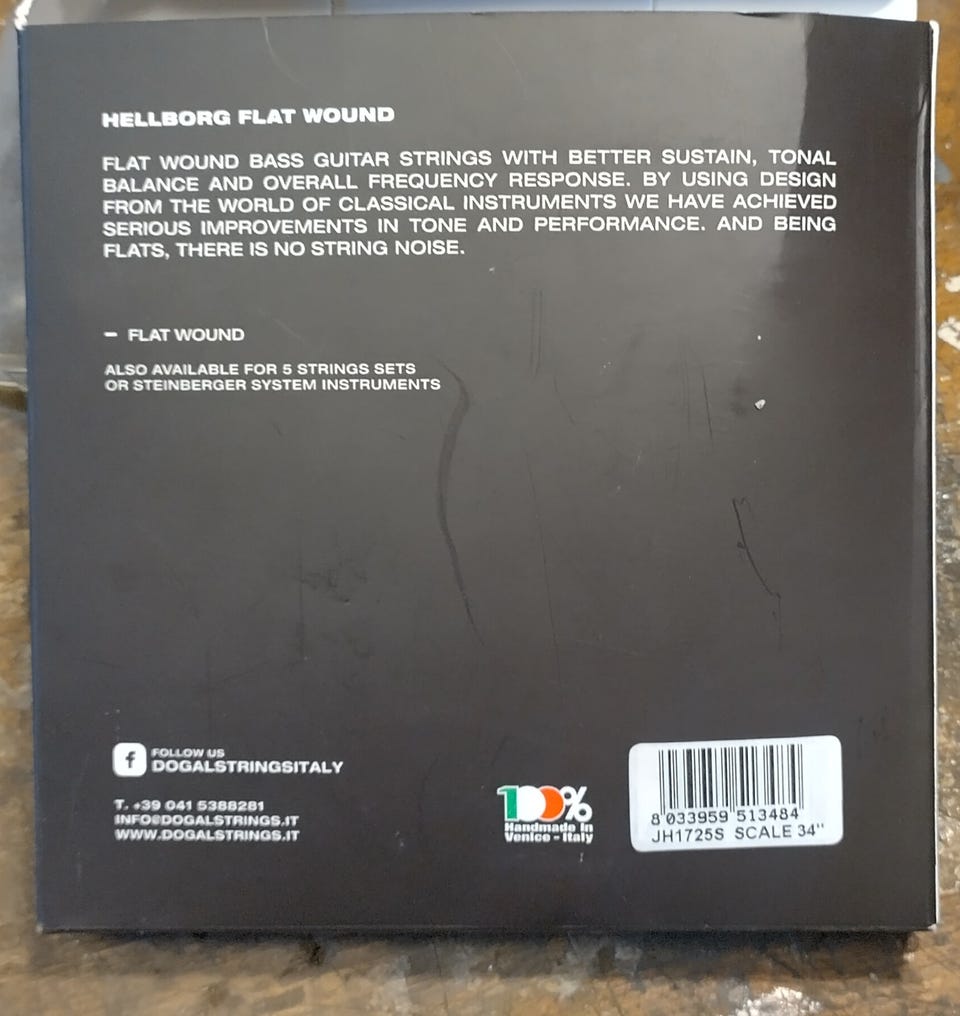 HELLBORG FLAT WOUND
FLAT WOUND BASS GUITAR STRINGS WITH BETTER SUSTAIN, TONAL
BALANCE AND OVERALL FREQUENCY RESPONSE. BY USING DESIGN
FROM THE WORLD OF CLASSICAL INSTRUMENTS WE HAVE ACHIEVED
SERIOUS IMPROVEMENTS IN TONE AND PERFORMANCE. AND BEING
FLATS, THERE IS NO STRING NOISE.
– FLAT WOUND
ALSO AVAILABLE FOR 5 STRINGS SETS
OR STEINBERGER SYSTEM INSTRUMENTS
f FOLLOW US
DOGALSTRINGSITALY
T. +39 041 5388281
INFO@DOGALSTRINGS.IT
WWW.DOGALSTRINGS.IT
100%
Handmade in
Venice - Italy
8 033959 513484
JH1725S SCALE 34"